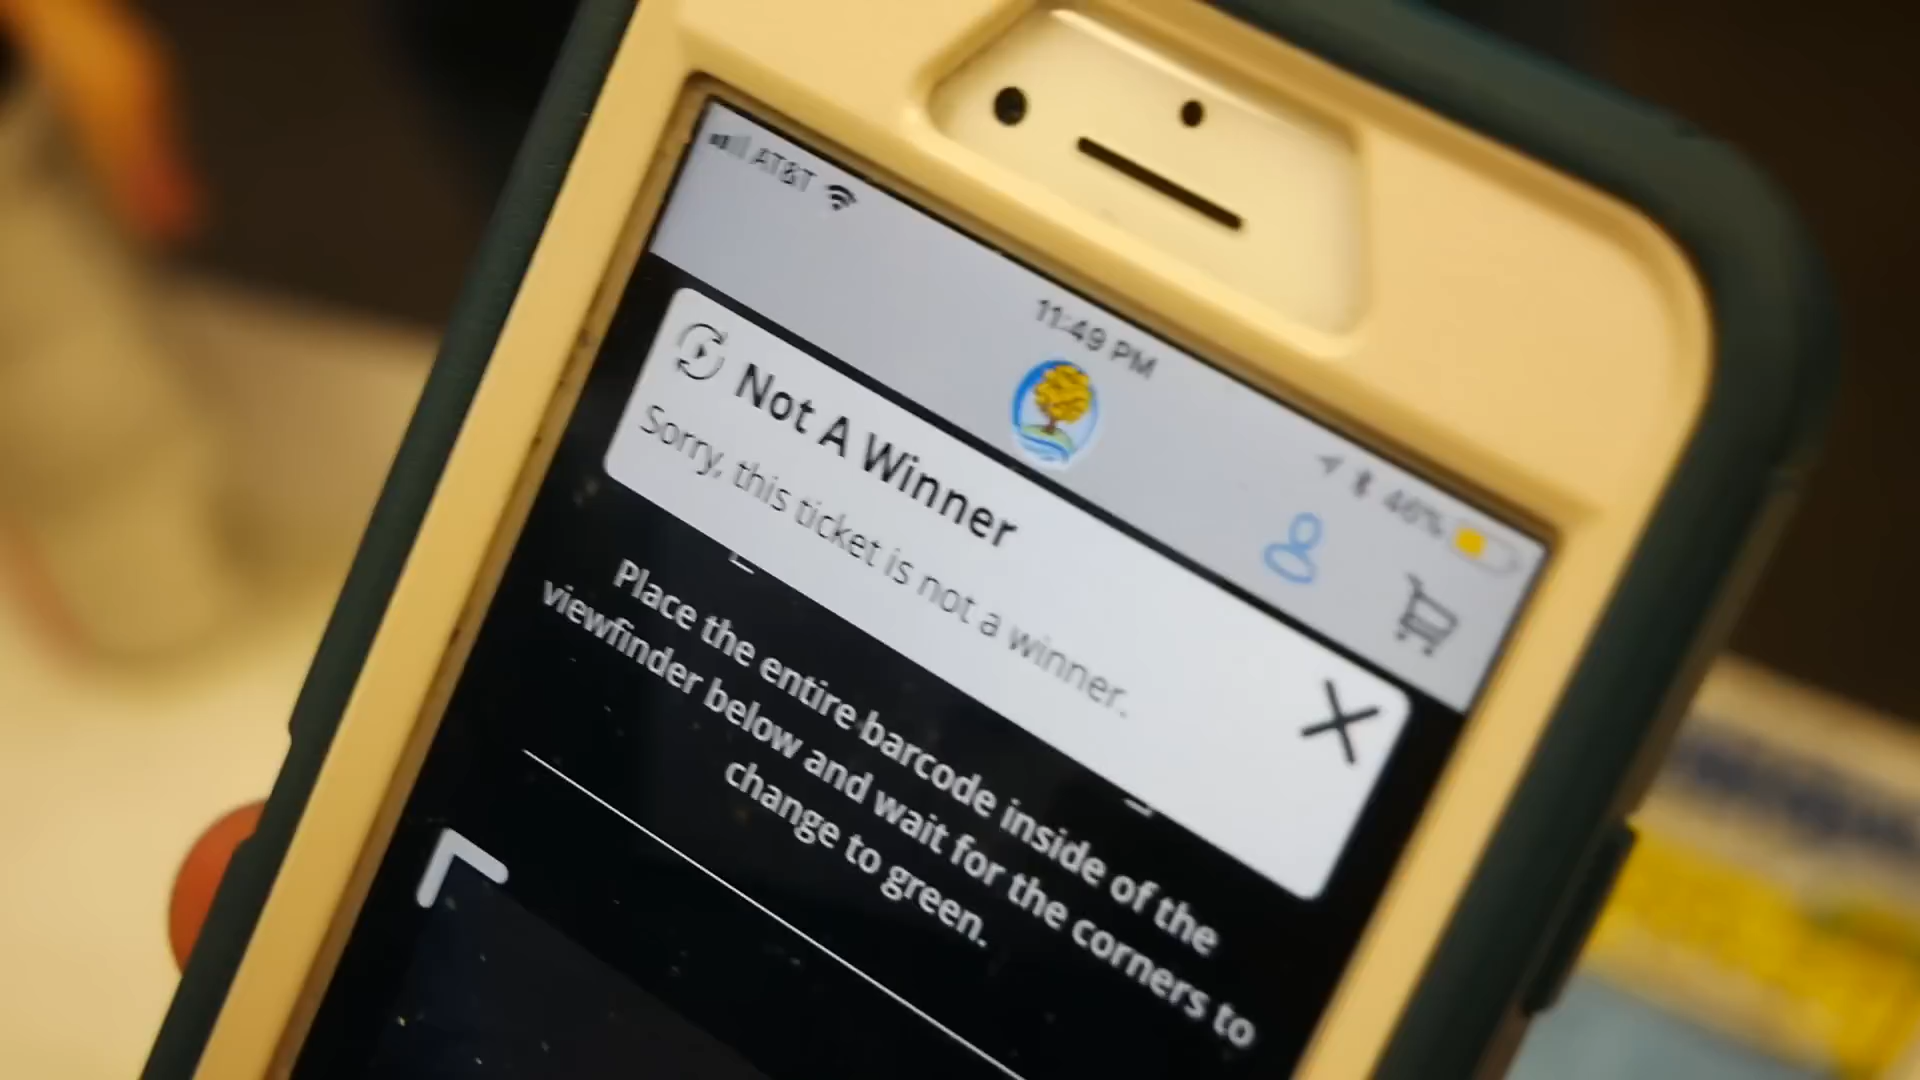 AT&T
11:49 PM
46%
Not A Winner
Sorry, this ticket is not a winner.
Place the entire barcode inside of the
viewfinder below and wait for the corners to
change to green.